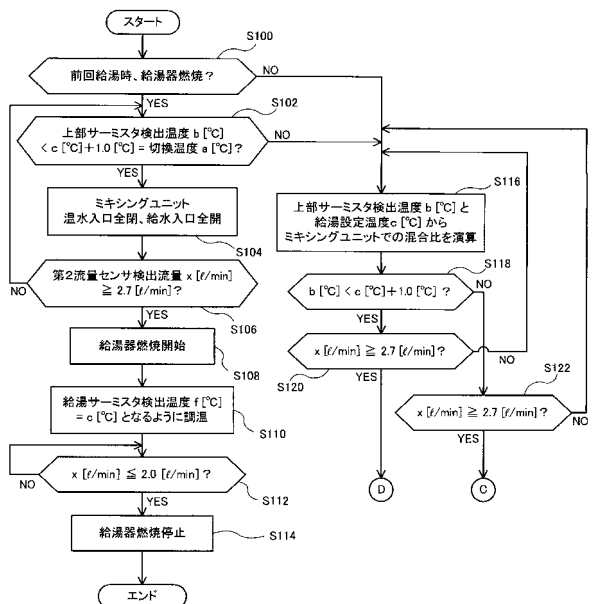 スタート
S100
前回給湯時、給湯器燃焼？
NO
YES
S102
上部サーミスタ検出温度 b [℃]
< c [℃]+1.0 [℃] = 切換温度 a [℃]？
NO
YES
ミキシングユニット
温水入口全閉、給水入口全開
S104
第2流量センサ検出流量 x [ℓ/min]
≧ 2.7 [ℓ/min]？
NO
YES
S106
給湯器燃焼開始
S108
給湯サーミスタ検出温度 f [℃]
= c [℃] となるように調温
S110
x [ℓ/min] ≦ 2.0 [ℓ/min]？
NO
YES
S112
給湯器燃焼停止
S114
エンド
S116
上部サーミスタ検出温度 b [℃] と
給湯設定温度c [℃] から
ミキシングユニットでの混合比を演算
S118
b [℃] < c [℃]+1.0 [℃]？
YES
NO
x [ℓ/min] ≧ 2.7 [ℓ/min]？
S120
YES
NO
S122
x [ℓ/min] ≧ 2.7 [ℓ/min]？
YES
NO
D
C